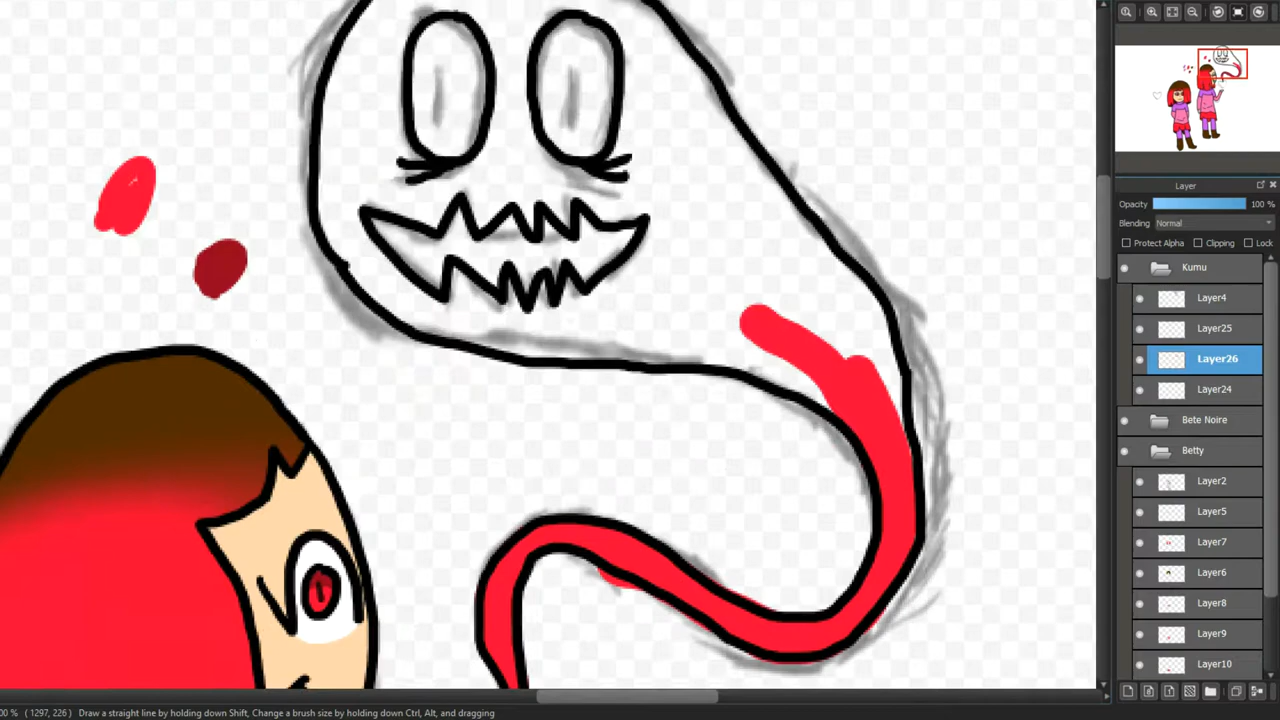 Layer
Opacity 100 %
Blending Normal
Protect Alpha Clipping Lock
Kumu
Layer4
Layer25
Layer26
Layer24
Bete Noire
Betty
Layer2
Layer5
Layer7
Layer6
Layer8
Layer9
Layer10
00 % ( 1297, 226 ) Draw a straight line by holding down Shift, Change a brush size by holding down Ctrl, Alt, and dragging